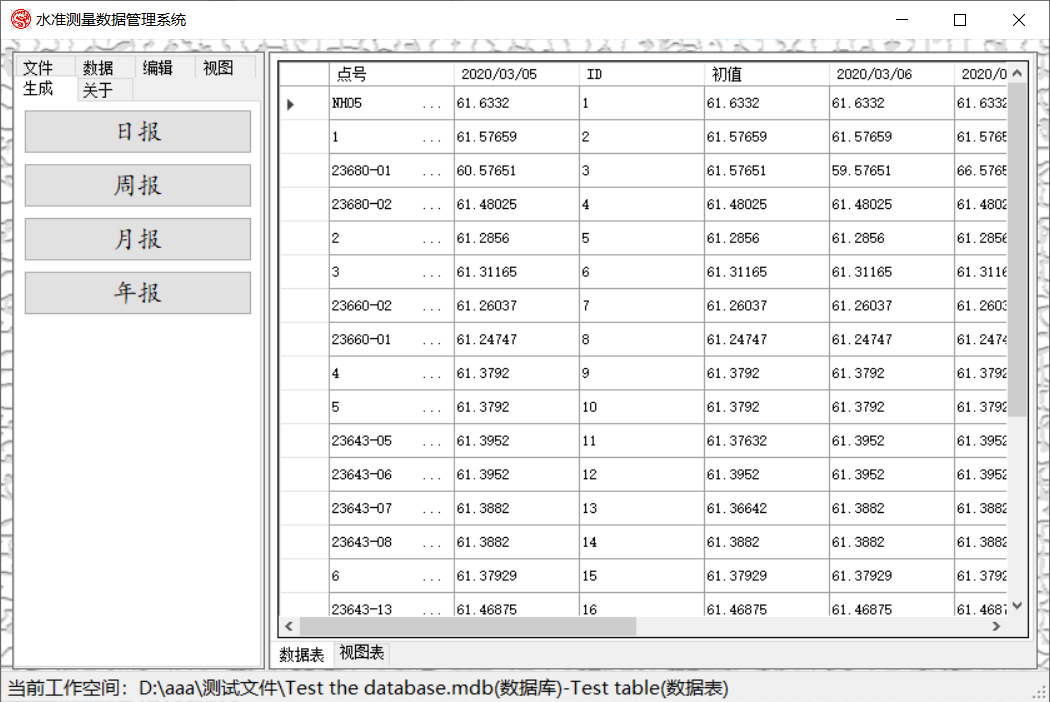 水准测量数据管理系统
文件 数据 编辑 视图
生成 关于
日报
周报
月报
年报
点号 2020/03/05 ID 初值 2020/03/06 2020/0
NH05 ... 61.6332 1 61.6332 61.6332 61.6332
1 ... 61.57659 2 61.57659 61.57659 61.5765
23680-01 ... 60.57651 3 61.57651 59.57651 66.5765
23680-02 ... 61.48025 4 61.48025 61.48025 61.4802
2 ... 61.2856 5 61.2856 61.2856 61.2856
3 ... 61.31165 6 61.31165 61.31165 61.3116
23660-02 ... 61.26037 7 61.26037 61.26037 61.2603
23660-01 ... 61.24747 8 61.24747 61.24747 61.2474
4 ... 61.3792 9 61.3792 61.3792 61.3792
5 ... 61.3792 10 61.3792 61.3792 61.3792
23643-05 ... 61.3952 11 61.37632 61.3952 61.3952
23643-06 ... 61.3952 12 61.3952 61.3952 61.3952
23643-07 ... 61.3882 13 61.36642 61.3882 61.3882
23643-08 ... 61.3882 14 61.3882 61.3882 61.3882
6 ... 61.37929 15 61.37929 61.37929 61.3792
23643-13 ... 61.46875 16 61.46875 61.46875 61.4687
数据表 视图表
当前工作空间：D:\aaa\测试文件\Test the database.mdb(数据库)-Test table(数据表)